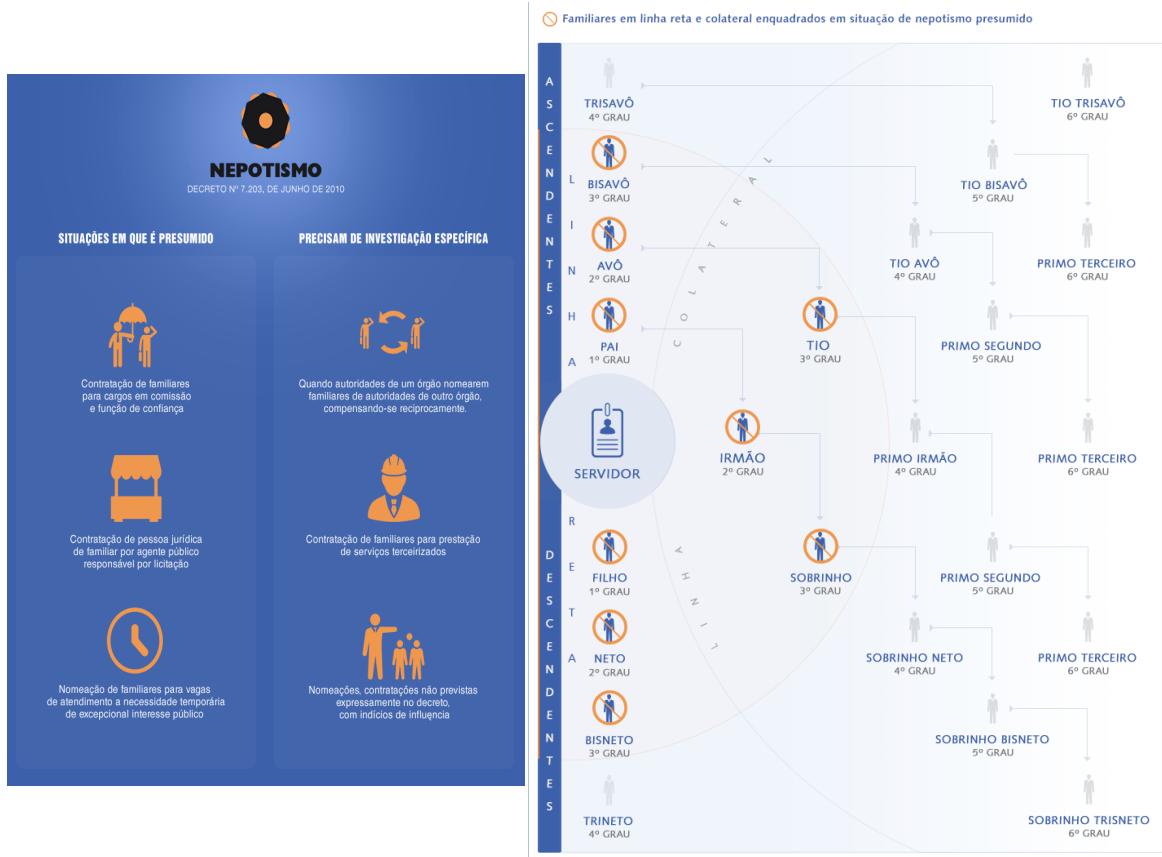 NEPOTISMO
DECRETO Nº 7.203, DE JUNHO DE 2010
SITUAÇÕES EM QUE É PRESUMIDO
Contratação de familiares
para cargos em comissão
e função de confiança
Contratação de pessoa jurídica
de familiar por agente público
responsável por licitação
Nomeação de familiares para vagas
de atendimento a necessidade temporária
de excepcional interesse público
PRECISAM DE INVESTIGAÇÃO ESPECÍFICA
Quando autoridades de um órgão nomearem
familiares de autoridades de outro órgão,
compensando-se reciprocamente.
Contratação de familiares para prestação
de serviços terceirizados
Nomeações, contratações não previstas
expressamente no decreto,
com indícios de influência
Familiares em linha reta e colateral enquadrados em situação de nepotismo presumido
ASCENDENTES
DESCENDENTES
LINHA RETA
LINHA COLATERAL
TRISAVÔ
4º GRAU
TIO TRISAVÔ
6º GRAU
BISAVÔ
3º GRAU
TIO BISAVÔ
5º GRAU
AVÔ
2º GRAU
TIO AVÔ
4º GRAU
PRIMO TERCEIRO
6º GRAU
PAI
1º GRAU
TIO
3º GRAU
PRIMO SEGUNDO
5º GRAU
SERVIDOR
IRMÃO
2º GRAU
PRIMO IRMÃO
4º GRAU
PRIMO TERCEIRO
6º GRAU
FILHO
1º GRAU
SOBRINHO
3º GRAU
PRIMO SEGUNDO
5º GRAU
NETO
2º GRAU
SOBRINHO NETO
4º GRAU
PRIMO TERCEIRO
6º GRAU
BISNETO
3º GRAU
SOBRINHO BISNETO
5º GRAU
TRINETO
4º GRAU
SOBRINHO TRISNETO
6º GRAU